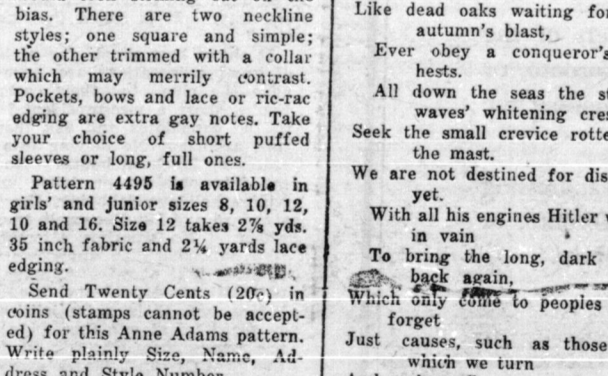 bias. There are two neckline
styles; one square and simple;
the other trimmed with a collar
which may merrily contrast.
Pockets, bows and lace or ric-rac
edging are extra gay notes. Take
your choice of short puffed
sleeves or long, full ones.
Pattern 4495 is available in
girls' and junior sizes 8, 10, 12,
10 and 16. Size 12 takes 2⅞ yds.
35 inch fabric and 2¼ yards lace
edging.
Send Twenty Cents (20c) in
coins (stamps cannot be accept-
ed) for this Anne Adams pattern.
Write plainly Size, Name, Ad-
dress and Style Number
Like dead oaks waiting for
autumn's blast,
Ever obey a conqueror's
hests.
All down the seas the
waves' whitening
Seek the small crevice
the mast.
We are not destined for
yet.
With all his engines Hitler
in vain
To bring the long, dark
back again,
Which only come to peoples
forget
Just causes, such as those
which we turn